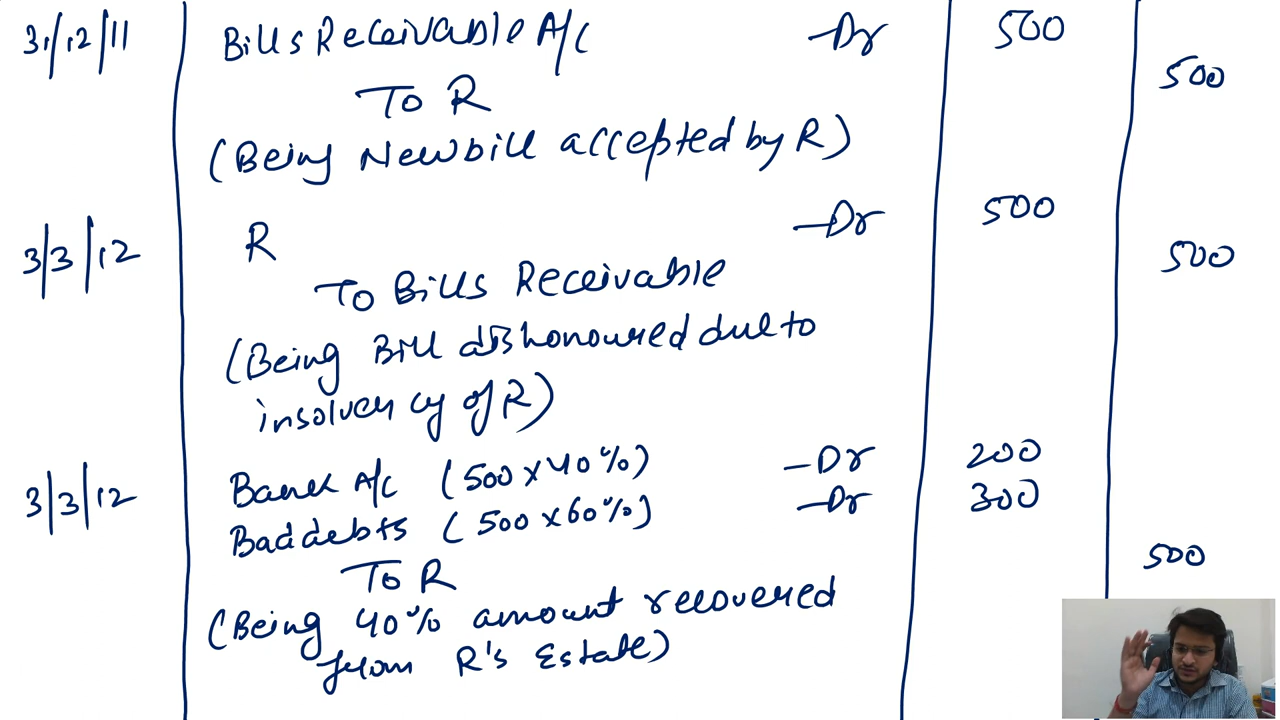 31/12/11 Bills Receivable A/c Dr 500
To R 500
(Being New bill accepted by R)
3/3/12 R Dr 500
To Bills Receivable 500
(Being Bill dishonoured due to
insolvency of R)
3/3/12 Bank A/c (500 x 40%) Dr 200
Bad debts (500 x 60%) Dr 300
To R 500
(Being 40% amount recovered
from R's Estate)